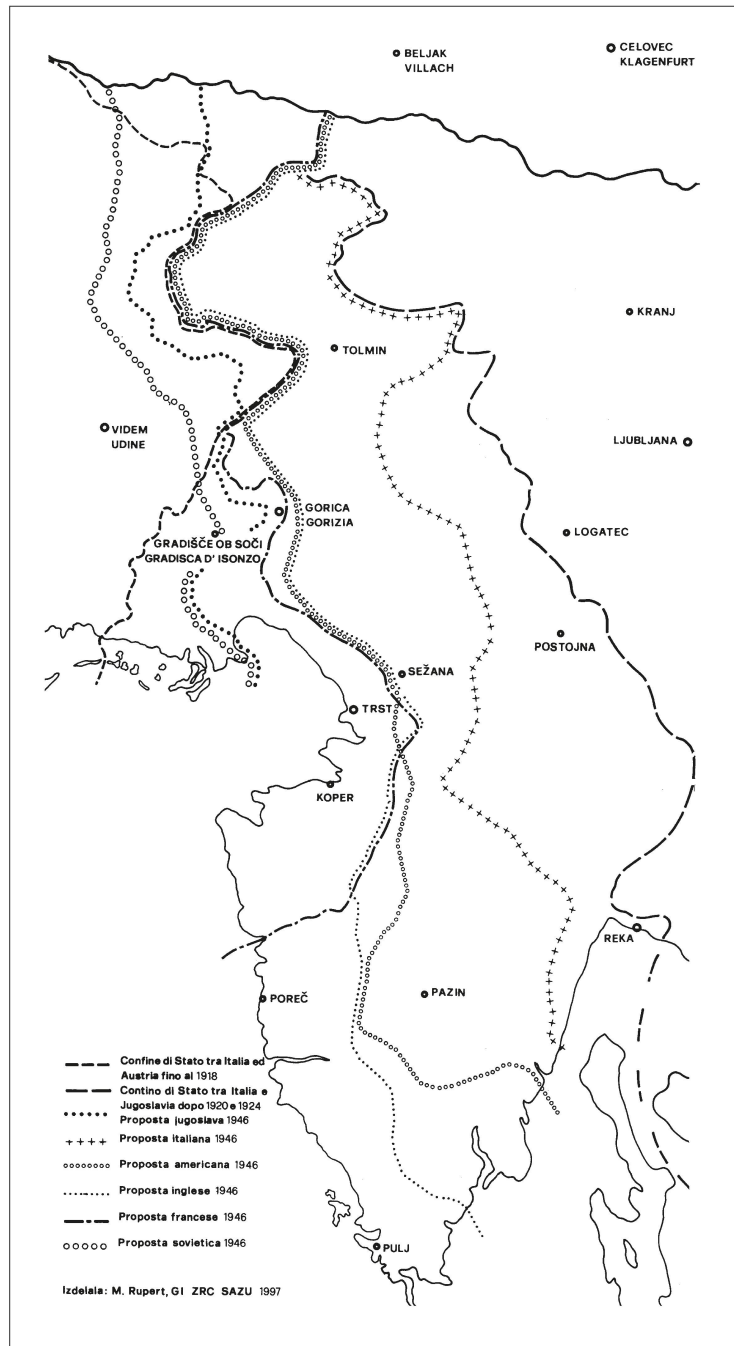 BELJAK
VILLACH
CELOVEC
KLAGENFURT
KRANJ
TOLMIN
VIDEM
UDINE
LJUBLJANA
GORICA
GORIZIA
LOGATEC
GRADIŠČE OB SOČI
GRADISCA D' ISONZO
POSTOJNA
SEŽANA
TRST
KOPER
REKA
PAZIN
POREČ
Confine di Stato tra Italia ed
Austria fino al 1918
Contino di Stato tra Italia e
Jugoslavia dopo 1920 e 1924
Proposta jugoslava 1946
Proposta italiana 1946
Proposta americana 1946
Proposta inglese 1946
Proposta francese 1946
Proposta sovietica 1946
PULJ
Izdelala: M. Rupert, GI ZRC SAZU 1997